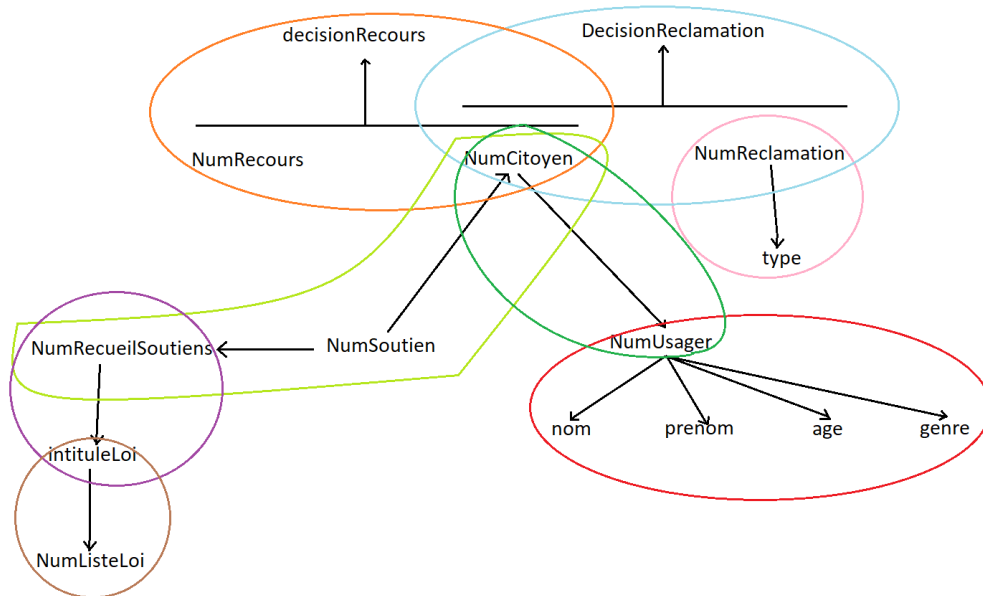 decisionRecours
DecisionReclamation
NumRecours
NumCitoyen
NumReclamation
type
NumRecueilSoutiens
NumSoutien
NumUsager
nom
prenom
age
genre
intituleLoi
NumListeLoi